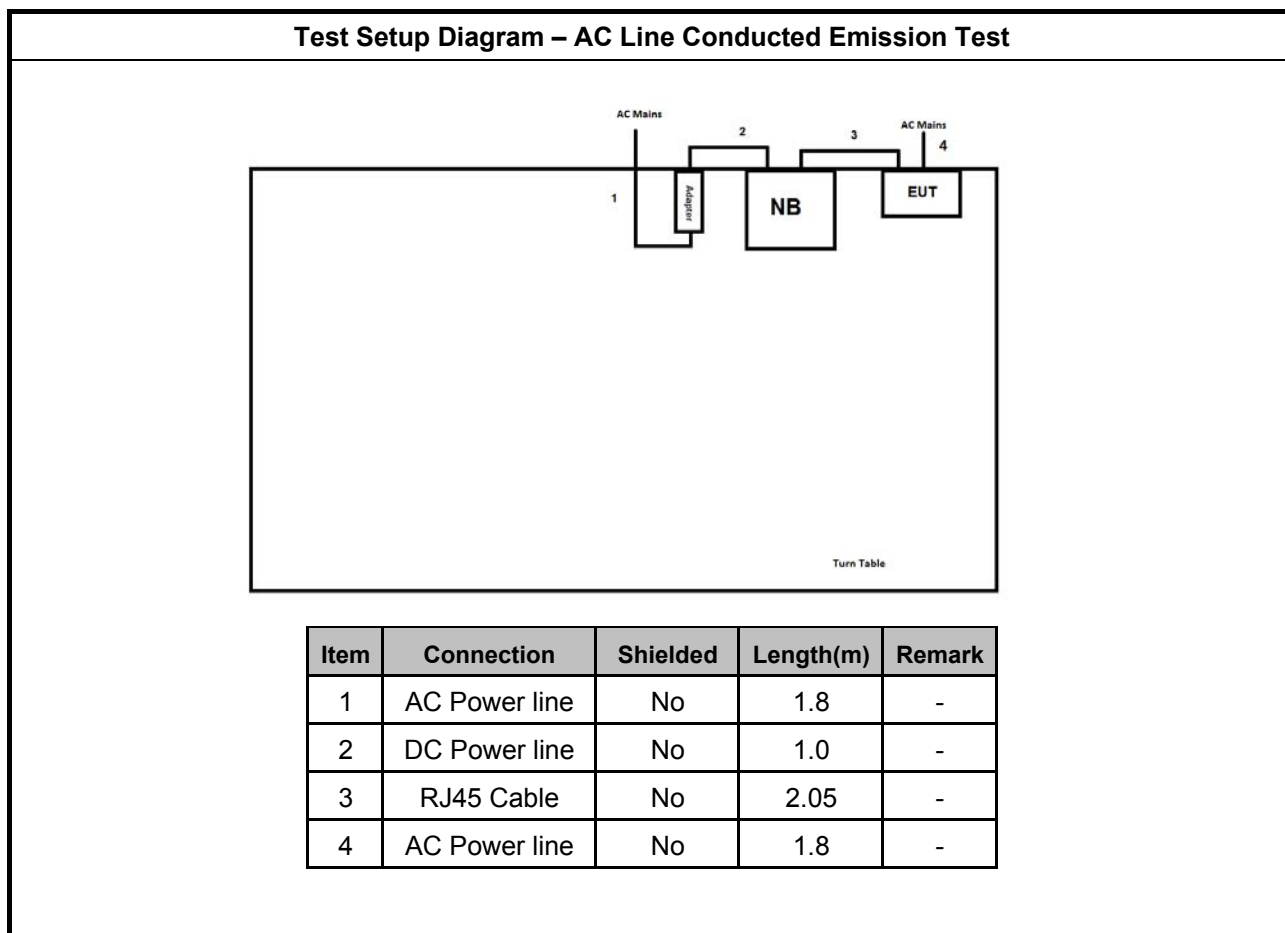 Test Setup Diagram – AC Line Conducted Emission Test
AC Mains
2
3
AC Mains
4
1
Adapter
NB
EUT
Turn Table
Item Connection Shielded Length(m) Remark
1 AC Power line No 1.8 -
2 DC Power line No 1.0 -
3 RJ45 Cable No 2.05 -
4 AC Power line No 1.8 -